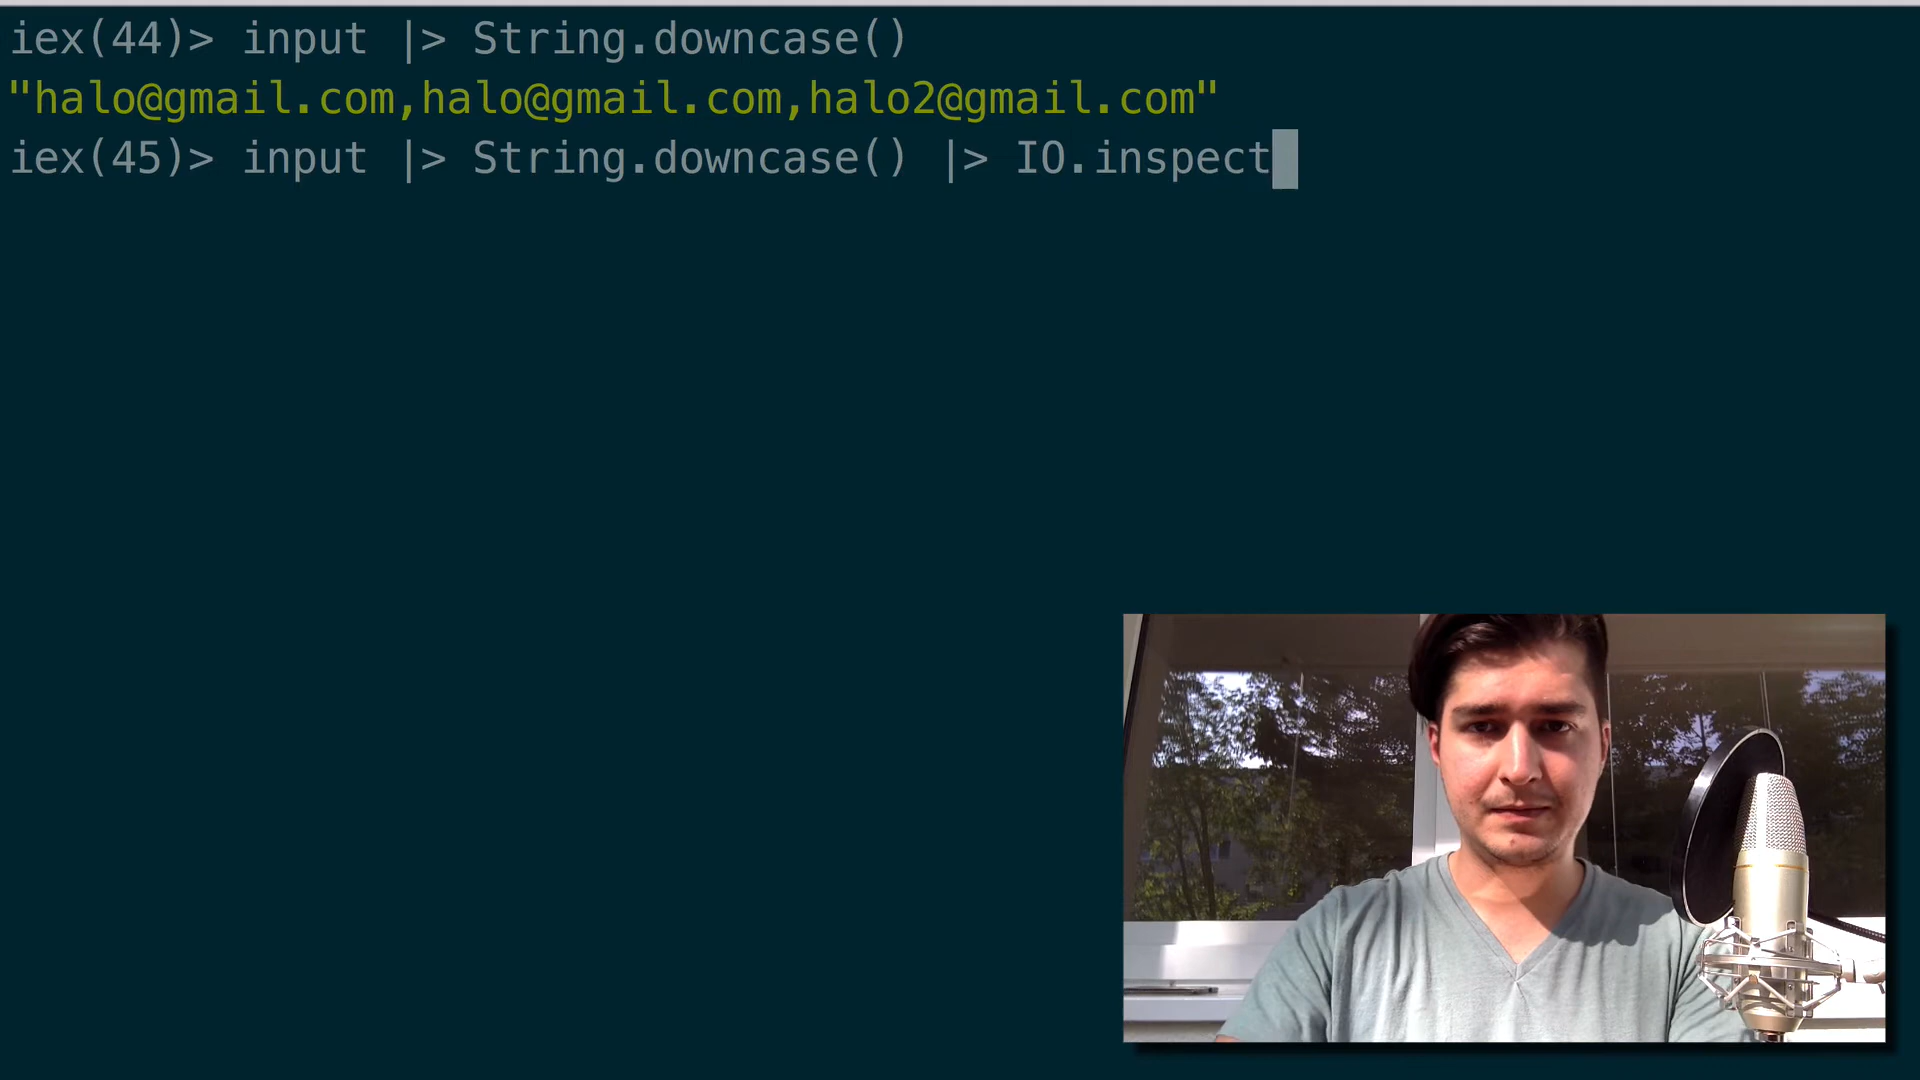 iex(44)> input |> String.downcase()
"halo@gmail.com,halo@gmail.com,halo2@gmail.com"
iex(45)> input |> String.downcase() |> IO.inspect